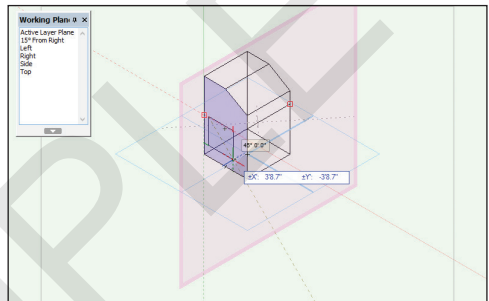 Working Plan
Active Layer Plane
15° From Right
Left
Right
Side
Top
45° 0'.0"
±X': 3'8.7" ±Y': -3'8.7"